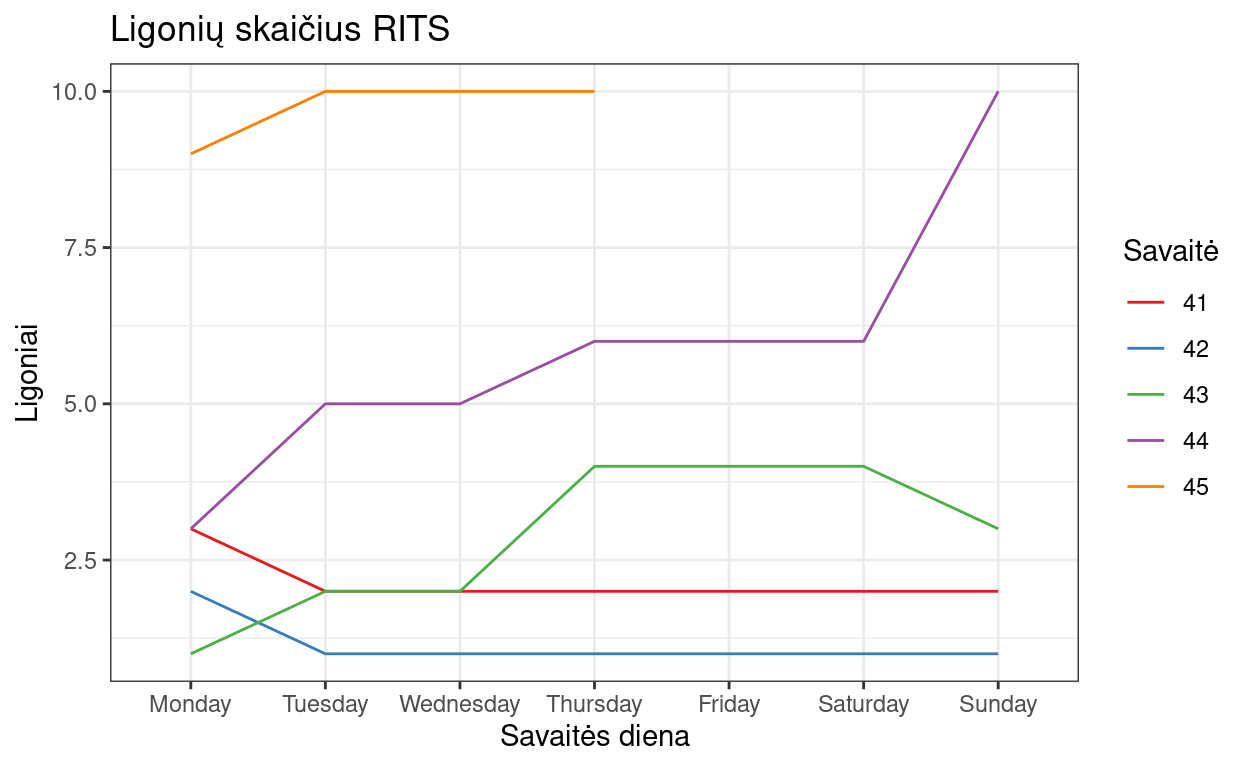 Ligonių skaičius RITS
10.0
7.5
5.0
2.5
Ligoniai
Monday Tuesday Wednesday Thursday Friday Saturday Sunday
Savaitės diena
Savaitė
41
42
43
44
45